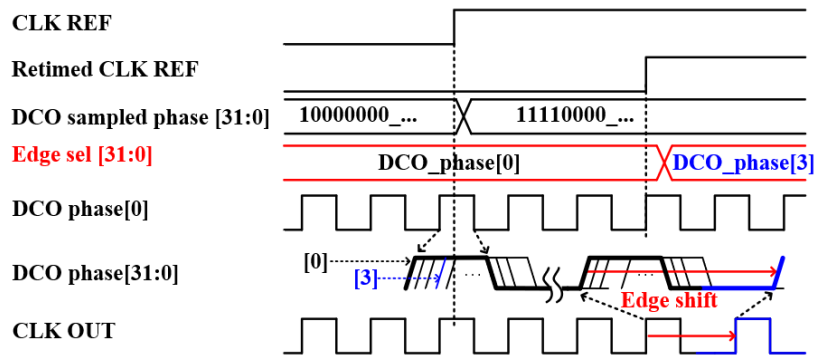 CLK REF
Retimed CLK REF
DCO sampled phase [31:0] 10000000_... 11110000_...
Edge sel [31:0] DCO_phase[0] DCO_phase[3]
DCO phase[0]
[0]
DCO phase[31:0] [3] ... ...
Edge shift
CLK OUT